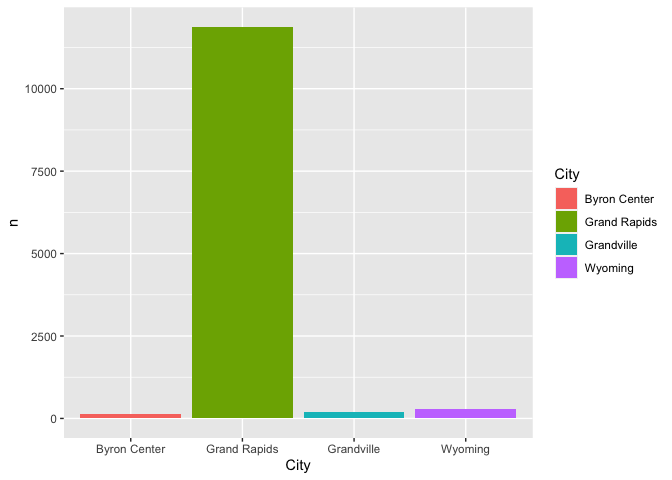 10000
7500
5000
2500
0
n
Byron Center
Grand Rapids
Grandville
Wyoming
City
City
Byron Center
Grand Rapids
Grandville
Wyoming